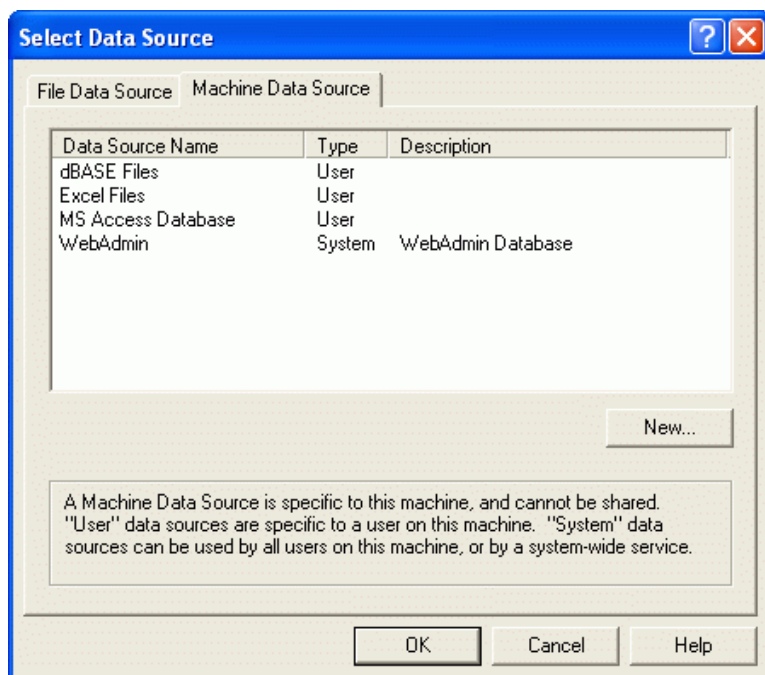 Select Data Source
File Data Source Machine Data Source
Data Source Name Type Description
dBASE Files User
Excel Files User
MS Access Database User
WebAdmin System WebAdmin Database
New...
A Machine Data Source is specific to this machine, and cannot be shared.
"User" data sources are specific to a user on this machine. "System" data
sources can be used by all users on this machine, or by a system-wide service.
OK Cancel Help